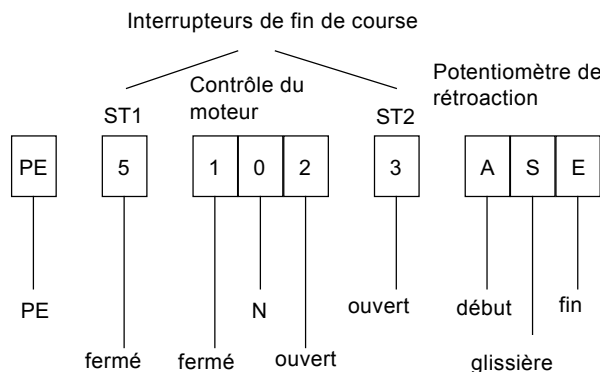 Interrupteurs de fin de course
Contrôle du
moteur
Potentiomètre de
rétroaction
ST1
ST2
PE 5 1 0 2 3 A S E
PE
N
ouvert
début
fin
fermé
fermé
ouvert
glissière